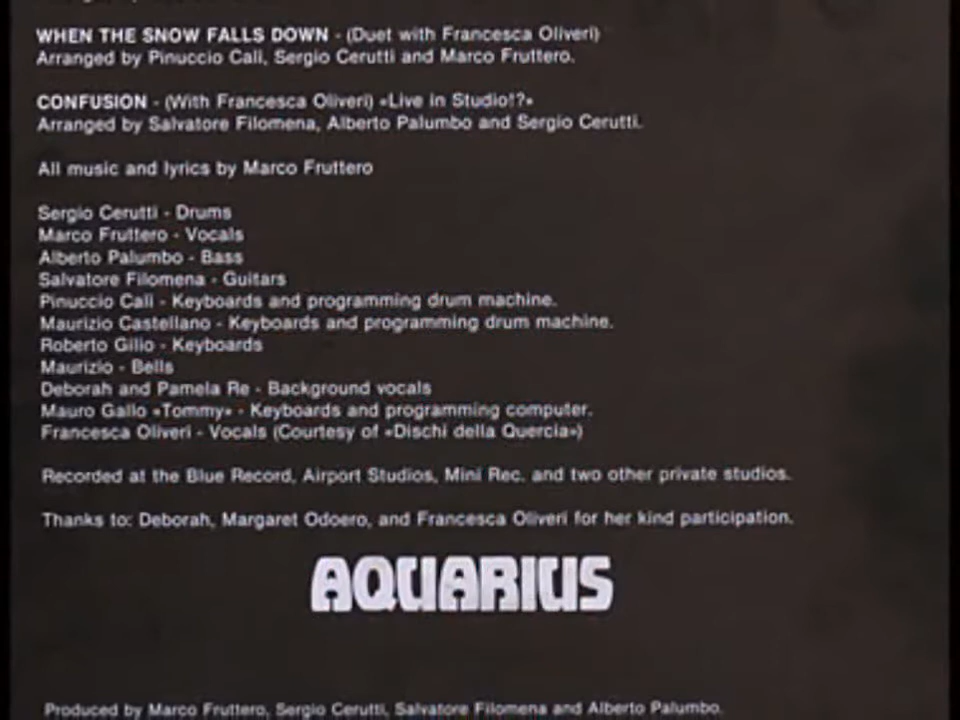 WHEN THE SNOW FALLS DOWN - (Duet with Francesca Oliveri)
Arranged by Pinuccio Cali, Sergio Cerutti and Marco Fruttero.
CONFUSION - (With Francesca Oliveri) «Live in Studio!?»
Arranged by Salvatore Filomena, Alberto Palumbo and Sergio Cerutti.
All music and lyrics by Marco Fruttero
Sergio Cerutti - Drums
Marco Fruttero - Vocals
Alberto Palumbo - Bass
Salvatore Filomena - Guitars
Pinuccio Cali - Keyboards and programming drum machine.
Maurizio Castellano - Keyboards and programming drum machine.
Roberto Gilio - Keyboards
Maurizio - Bells
Deborah and Pamela Re - Background vocals
Mauro Gallo «Tommy» - Keyboards and programming computer.
Francesca Oliveri - Vocals (Courtesy of «Dischi della Quercia»)
Recorded at the Blue Record, Airport Studios, Mini Rec. and two other private studios.
Thanks to: Deborah, Margaret Odoero, and Francesca Oliveri for her kind participation.
AQUARIUS
Produced by Marco Fruttero, Sergio Cerutti, Salvatore Filomena and Alberto Palumbo.